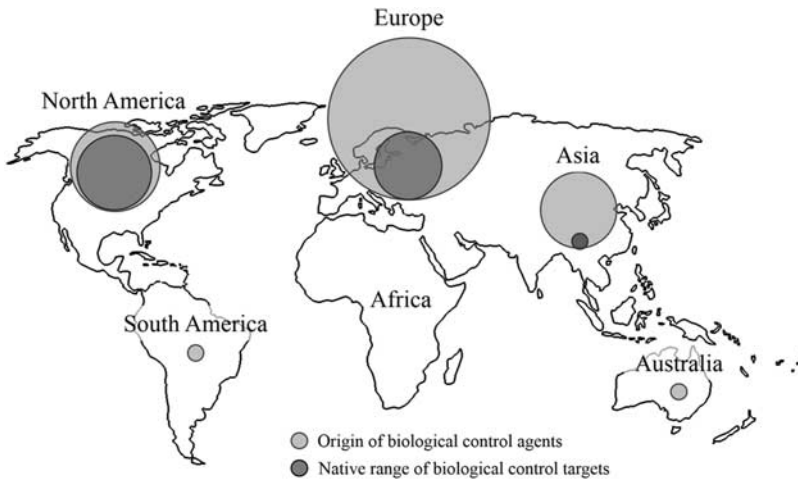 Europe
North America
Asia
Africa
South America
Australia
Origin of biological control agents
Native range of biological control targets